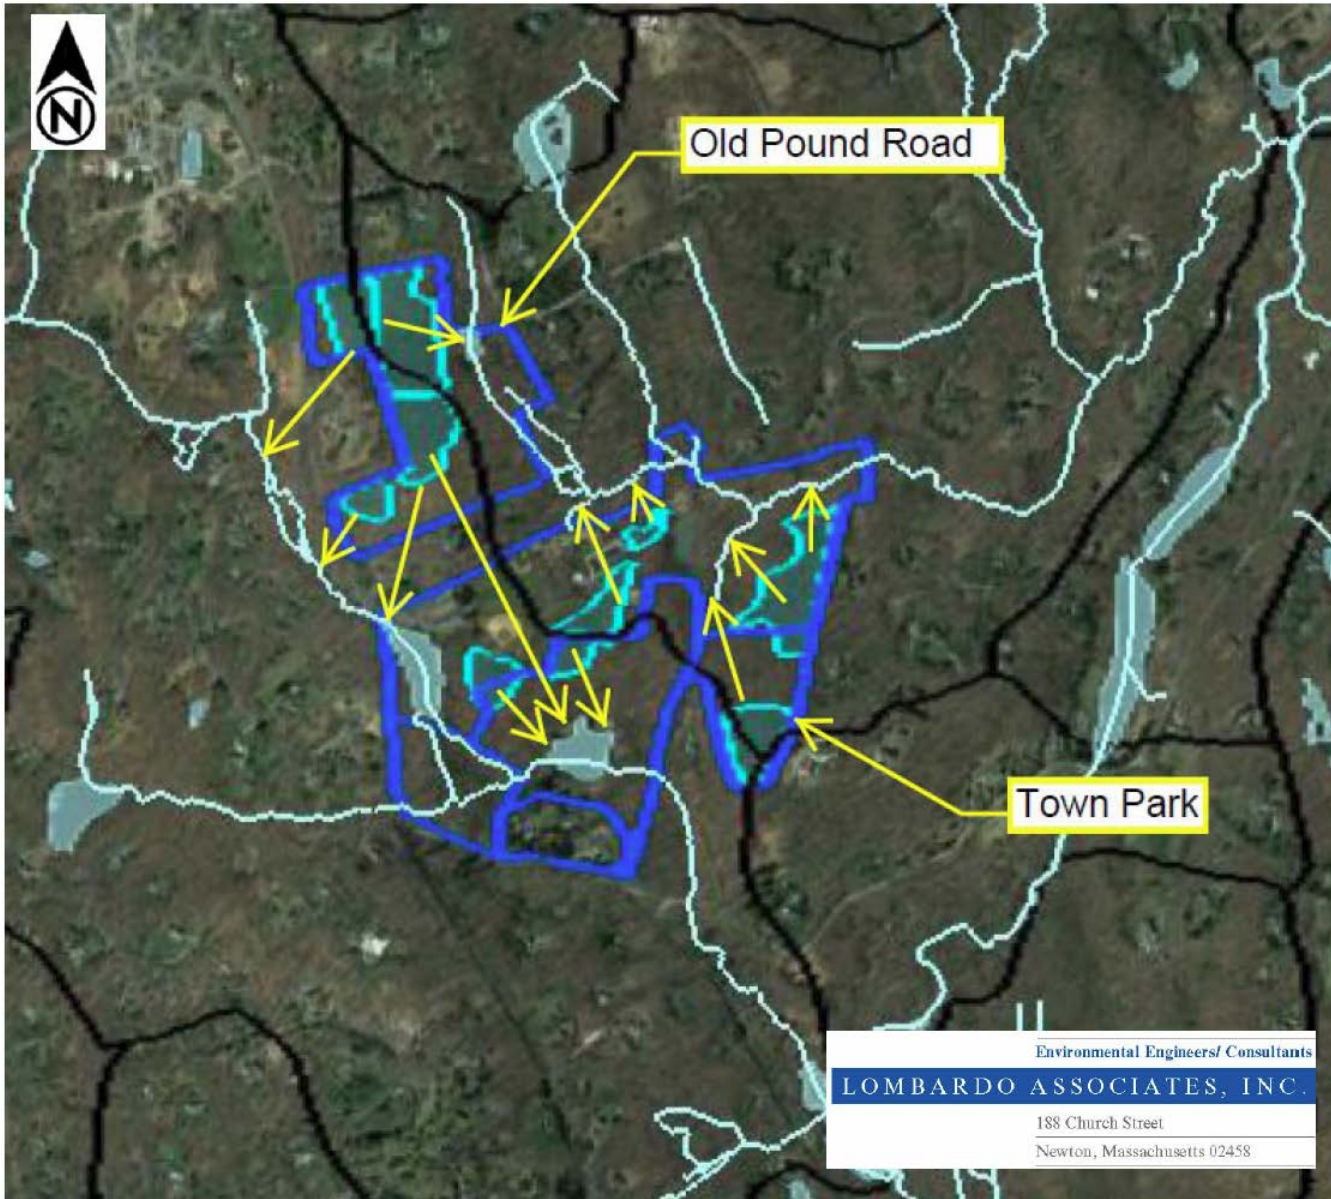 N
Old Pound Road
Town Park
Environmental Engineers/ Consultants
LOMBARDO ASSOCIATES, INC.
188 Church Street
Newton, Massachusetts 02458